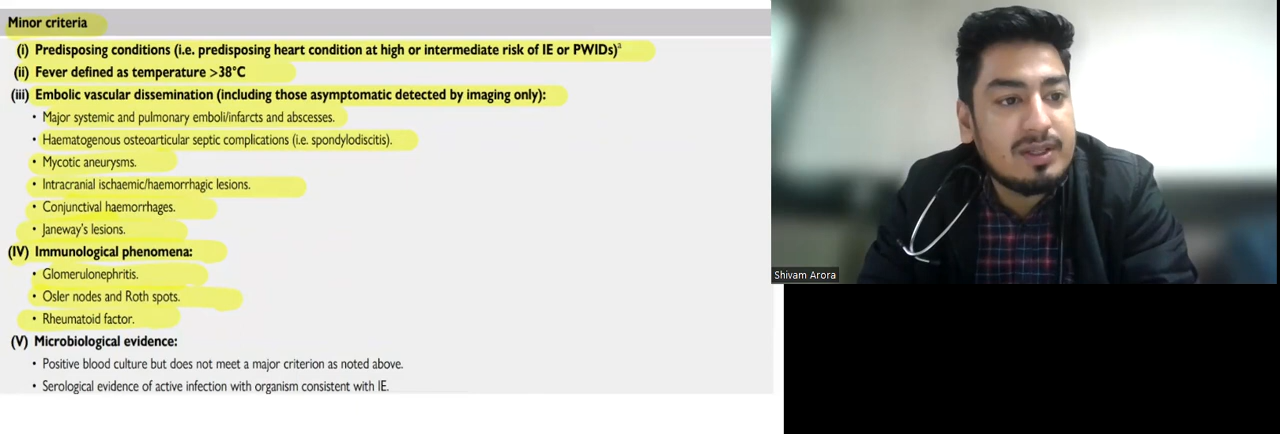 Minor criteria
(i) Predisposing conditions (i.e. predisposing heart condition at high or intermediate risk of IE or PWIDs)ᵃ
(ii) Fever defined as temperature >38°C
(iii) Embolic vascular dissemination (including those asymptomatic detected by imaging only):
• Major systemic and pulmonary emboli/infarcts and abscesses.
• Haematogenous osteoarticular septic complications (i.e. spondylodiscitis).
• Mycotic aneurysms.
• Intracranial ischaemic/haemorrhagic lesions.
• Conjunctival haemorrhages.
• Janeway's lesions.
(IV) Immunological phenomena:
• Glomerulonephritis.
• Osler nodes and Roth spots.
• Rheumatoid factor.
(V) Microbiological evidence:
• Positive blood culture but does not meet a major criterion as noted above.
• Serological evidence of active infection with organism consistent with IE.
Shivam Arora